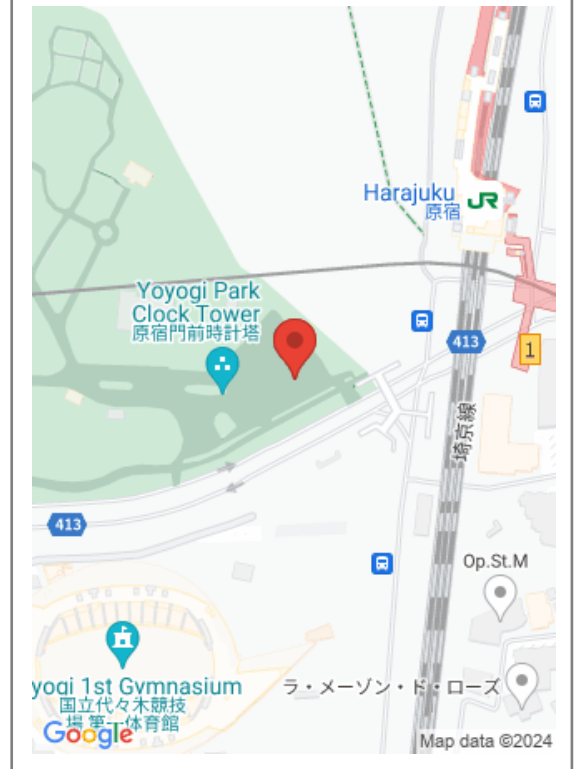 Harajuku
原宿
JR
Yoyogi Park
Clock Tower
原宿門前時計塔
413
1
埼京線
413
Op.St.M
yogi 1st Gymnasium
国立代々木競技
場 第一体育館
ラ・メーゾン・ド・ローズ
Google
Map data ©2024